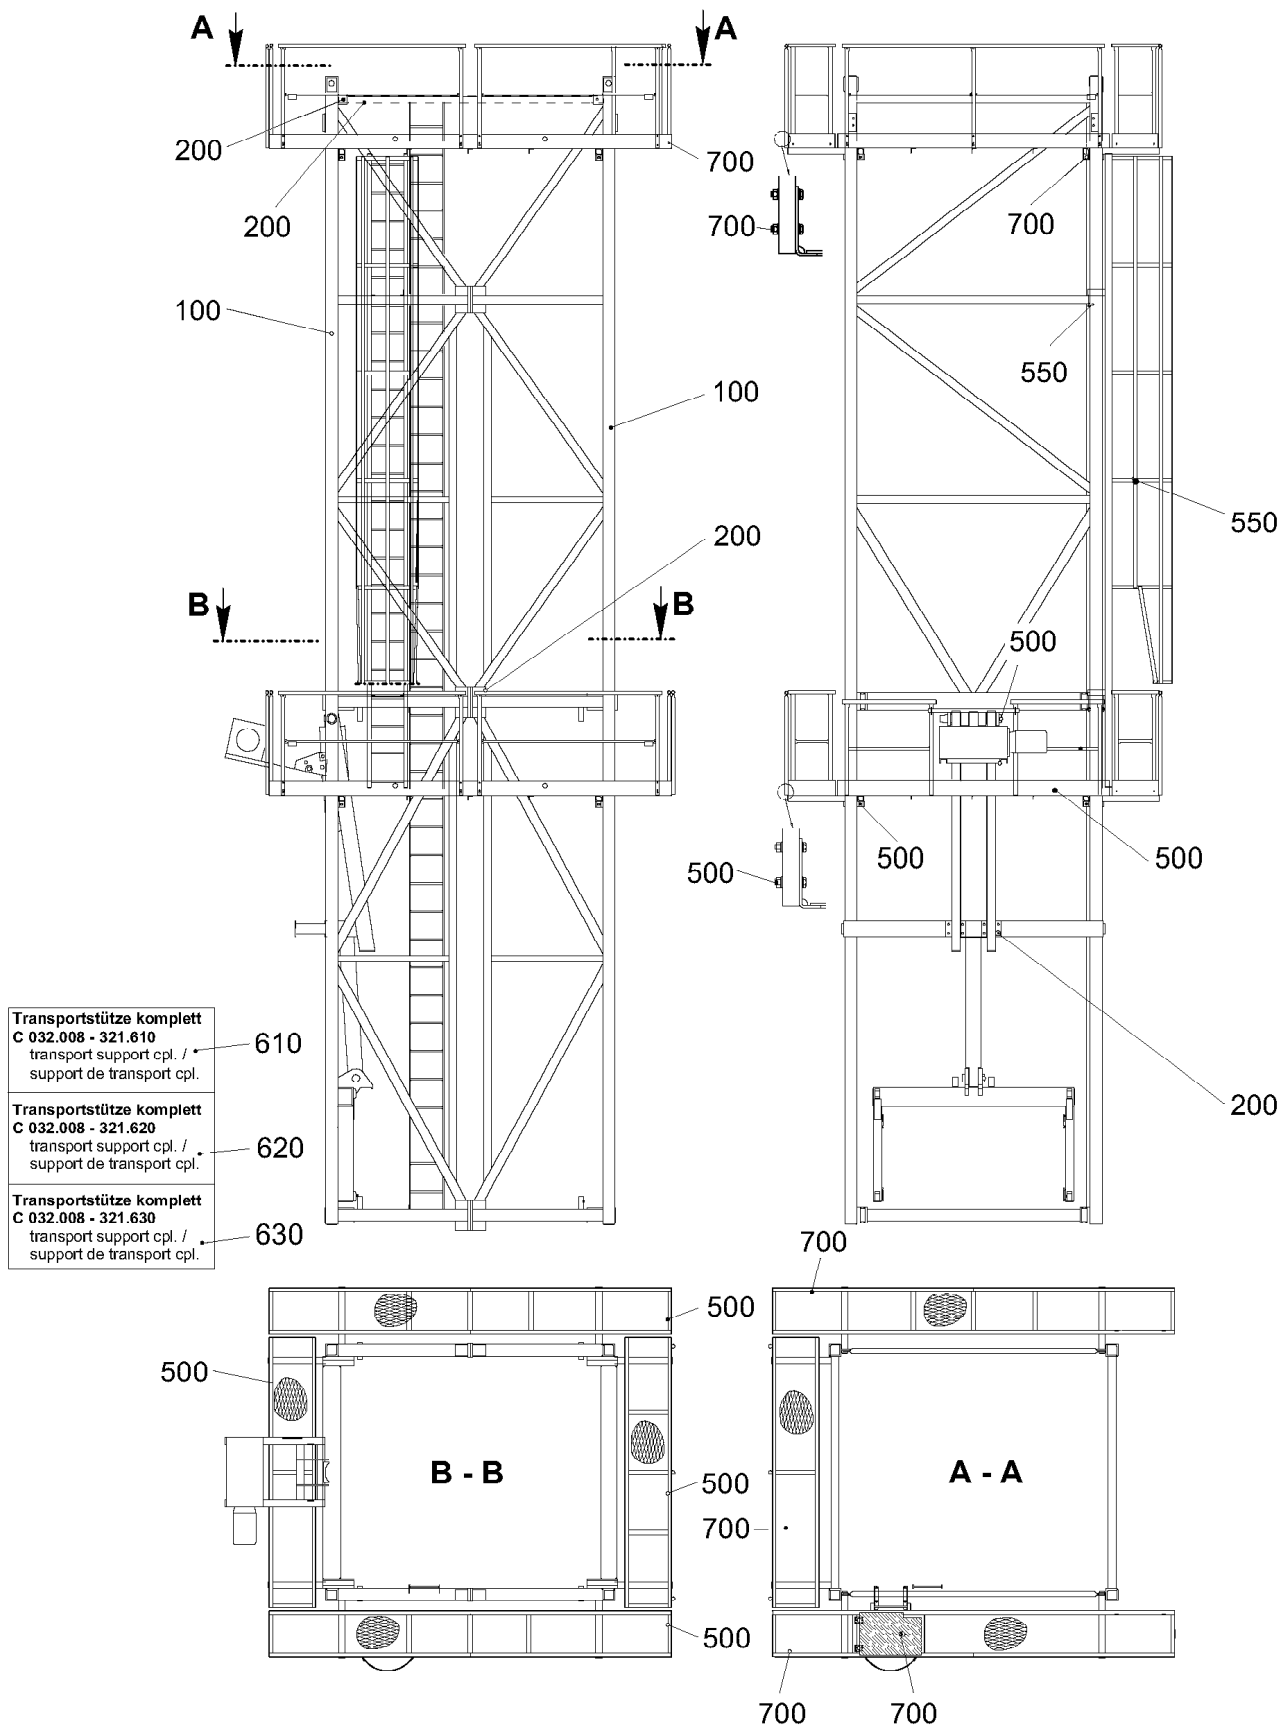 A
A
200
200
700
700
700
100
550
100
550
200
B
B
500
500
500
500
200
Transportstütze komplett
C 032.008 - 321.610
transport support cpl. /
support de transport cpl.
610
Transportstütze komplett
C 032.008 - 321.620
transport support cpl. /
support de transport cpl.
620
Transportstütze komplett
C 032.008 - 321.630
transport support cpl. /
support de transport cpl.
630
700
500
500
B - B
A - A
500
700
500
700
700